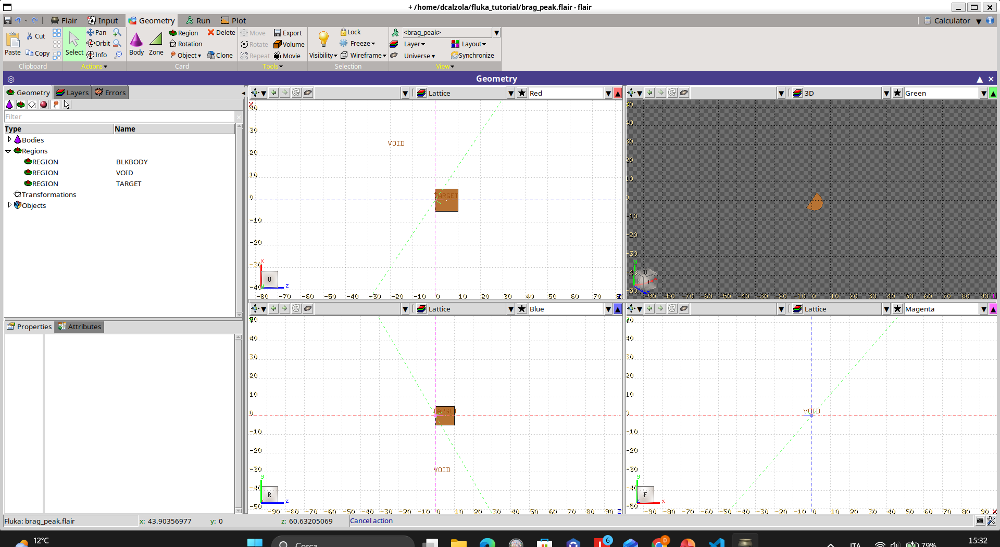 + /home/dcalzola/fluka_tutorial/brag_peak.flair - flair
Flair Input Geometry Run Plot Calculator
Paste Cut Copy Clipboard
Select Pan Orbit Info Actions
Body Zone Region Rotation Object Delete Clone Card
Move Rotate Repeat Export Volume Movie Tools
Visibility Lock Freeze Wireframe Selection
<brag_peak> Layer Universe Layout Synchronize View
Geometry
Geometry Layers Errors
Filter
Type Name
Bodies
Regions
REGION BLKBODY
REGION VOID
REGION TARGET
Transformations
Objects
Properties Attributes
Lattice Red
40
30
VOID
20
10
TARGET
0
-10
-20
-30
-40
x
U
z
-80 -70 -60 -50 -40 -30 -20 -10 0 10 20 30 40 50 60 70
3D Green
40
30
20
10
0
-10
-20
-30
-50
y
U
R F
-90 -80 -70 -60 -50 -40 -30 -20 -10 0 10 20 30 40 50 60 70 80 90
Lattice Blue
40
30
20
10
TARGET
0
-10
-20
-30
VOID
-40
-50
y
R
z
-90 -80 -70 -60 -50 -40 -30 -20 -10 0 10 20 30 40 50 60 70 80 90 z
Lattice Magenta
40
30
20
10
VOID
0
-10
-20
-30
-40
-50
y
F
z x
-90 -80 -70 -60 -50 -40 -30 -20 -10 0 10 20 30 40 50 60 70 80 90 X
Fluka: brag_peak.flair x: 43.90356977 y: 0 z: 60.63205069 Cancel action
12°C Cerca 6 D ITA 79% 15:32